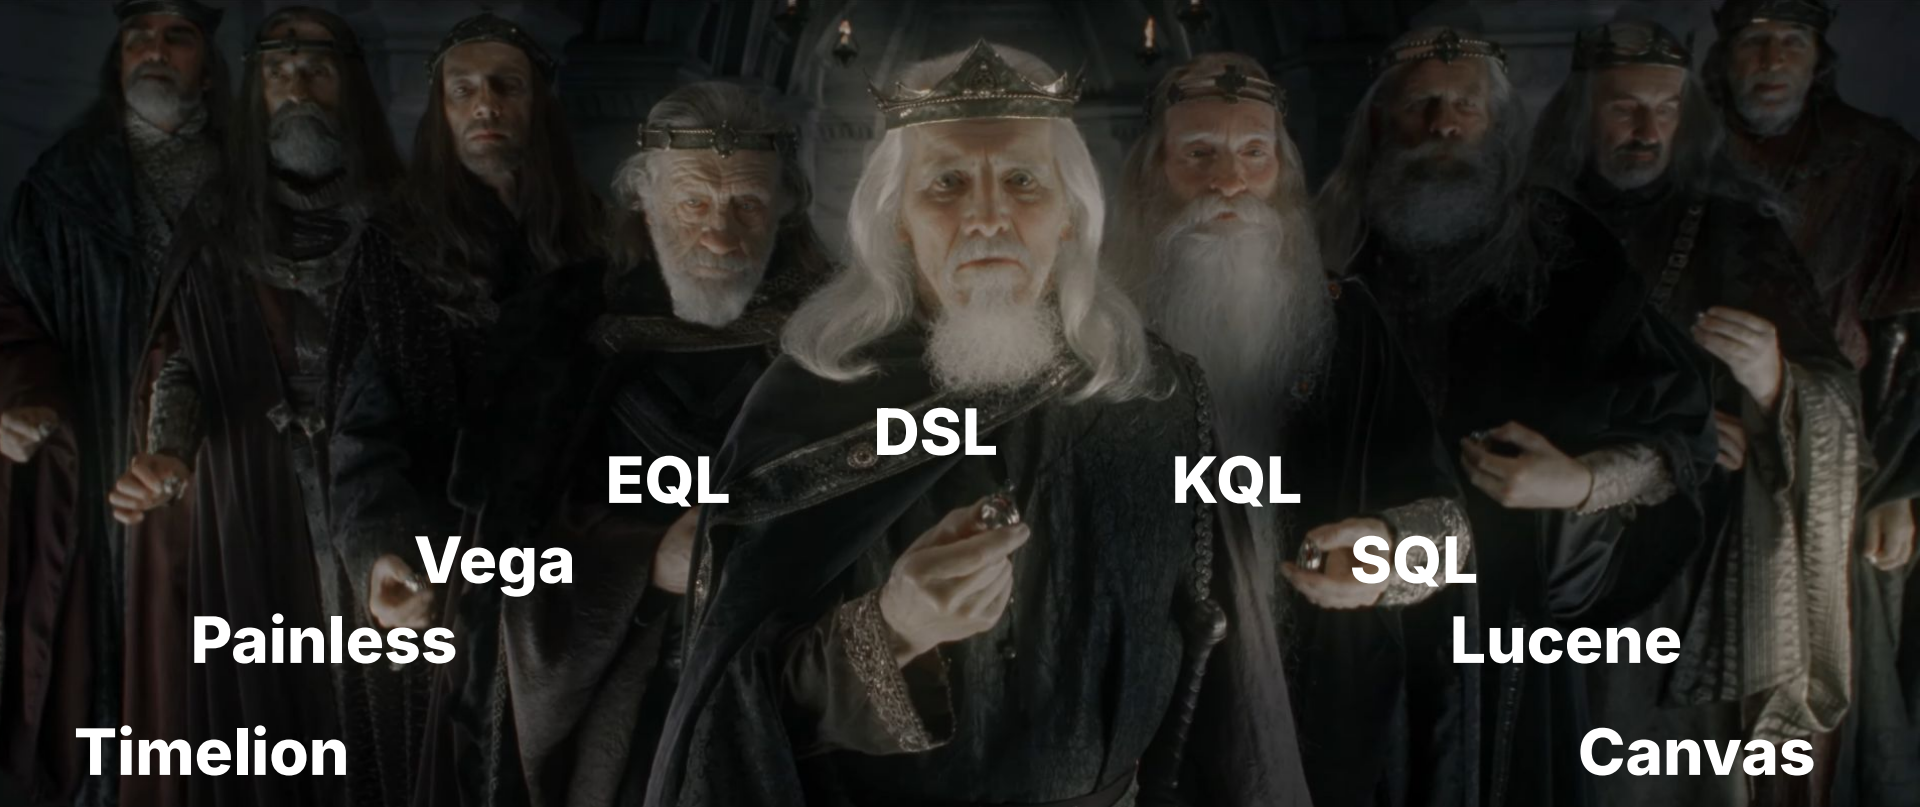 DSL
EQL
KQL
Vega
SQL
Painless
Lucene
Timelion
Canvas